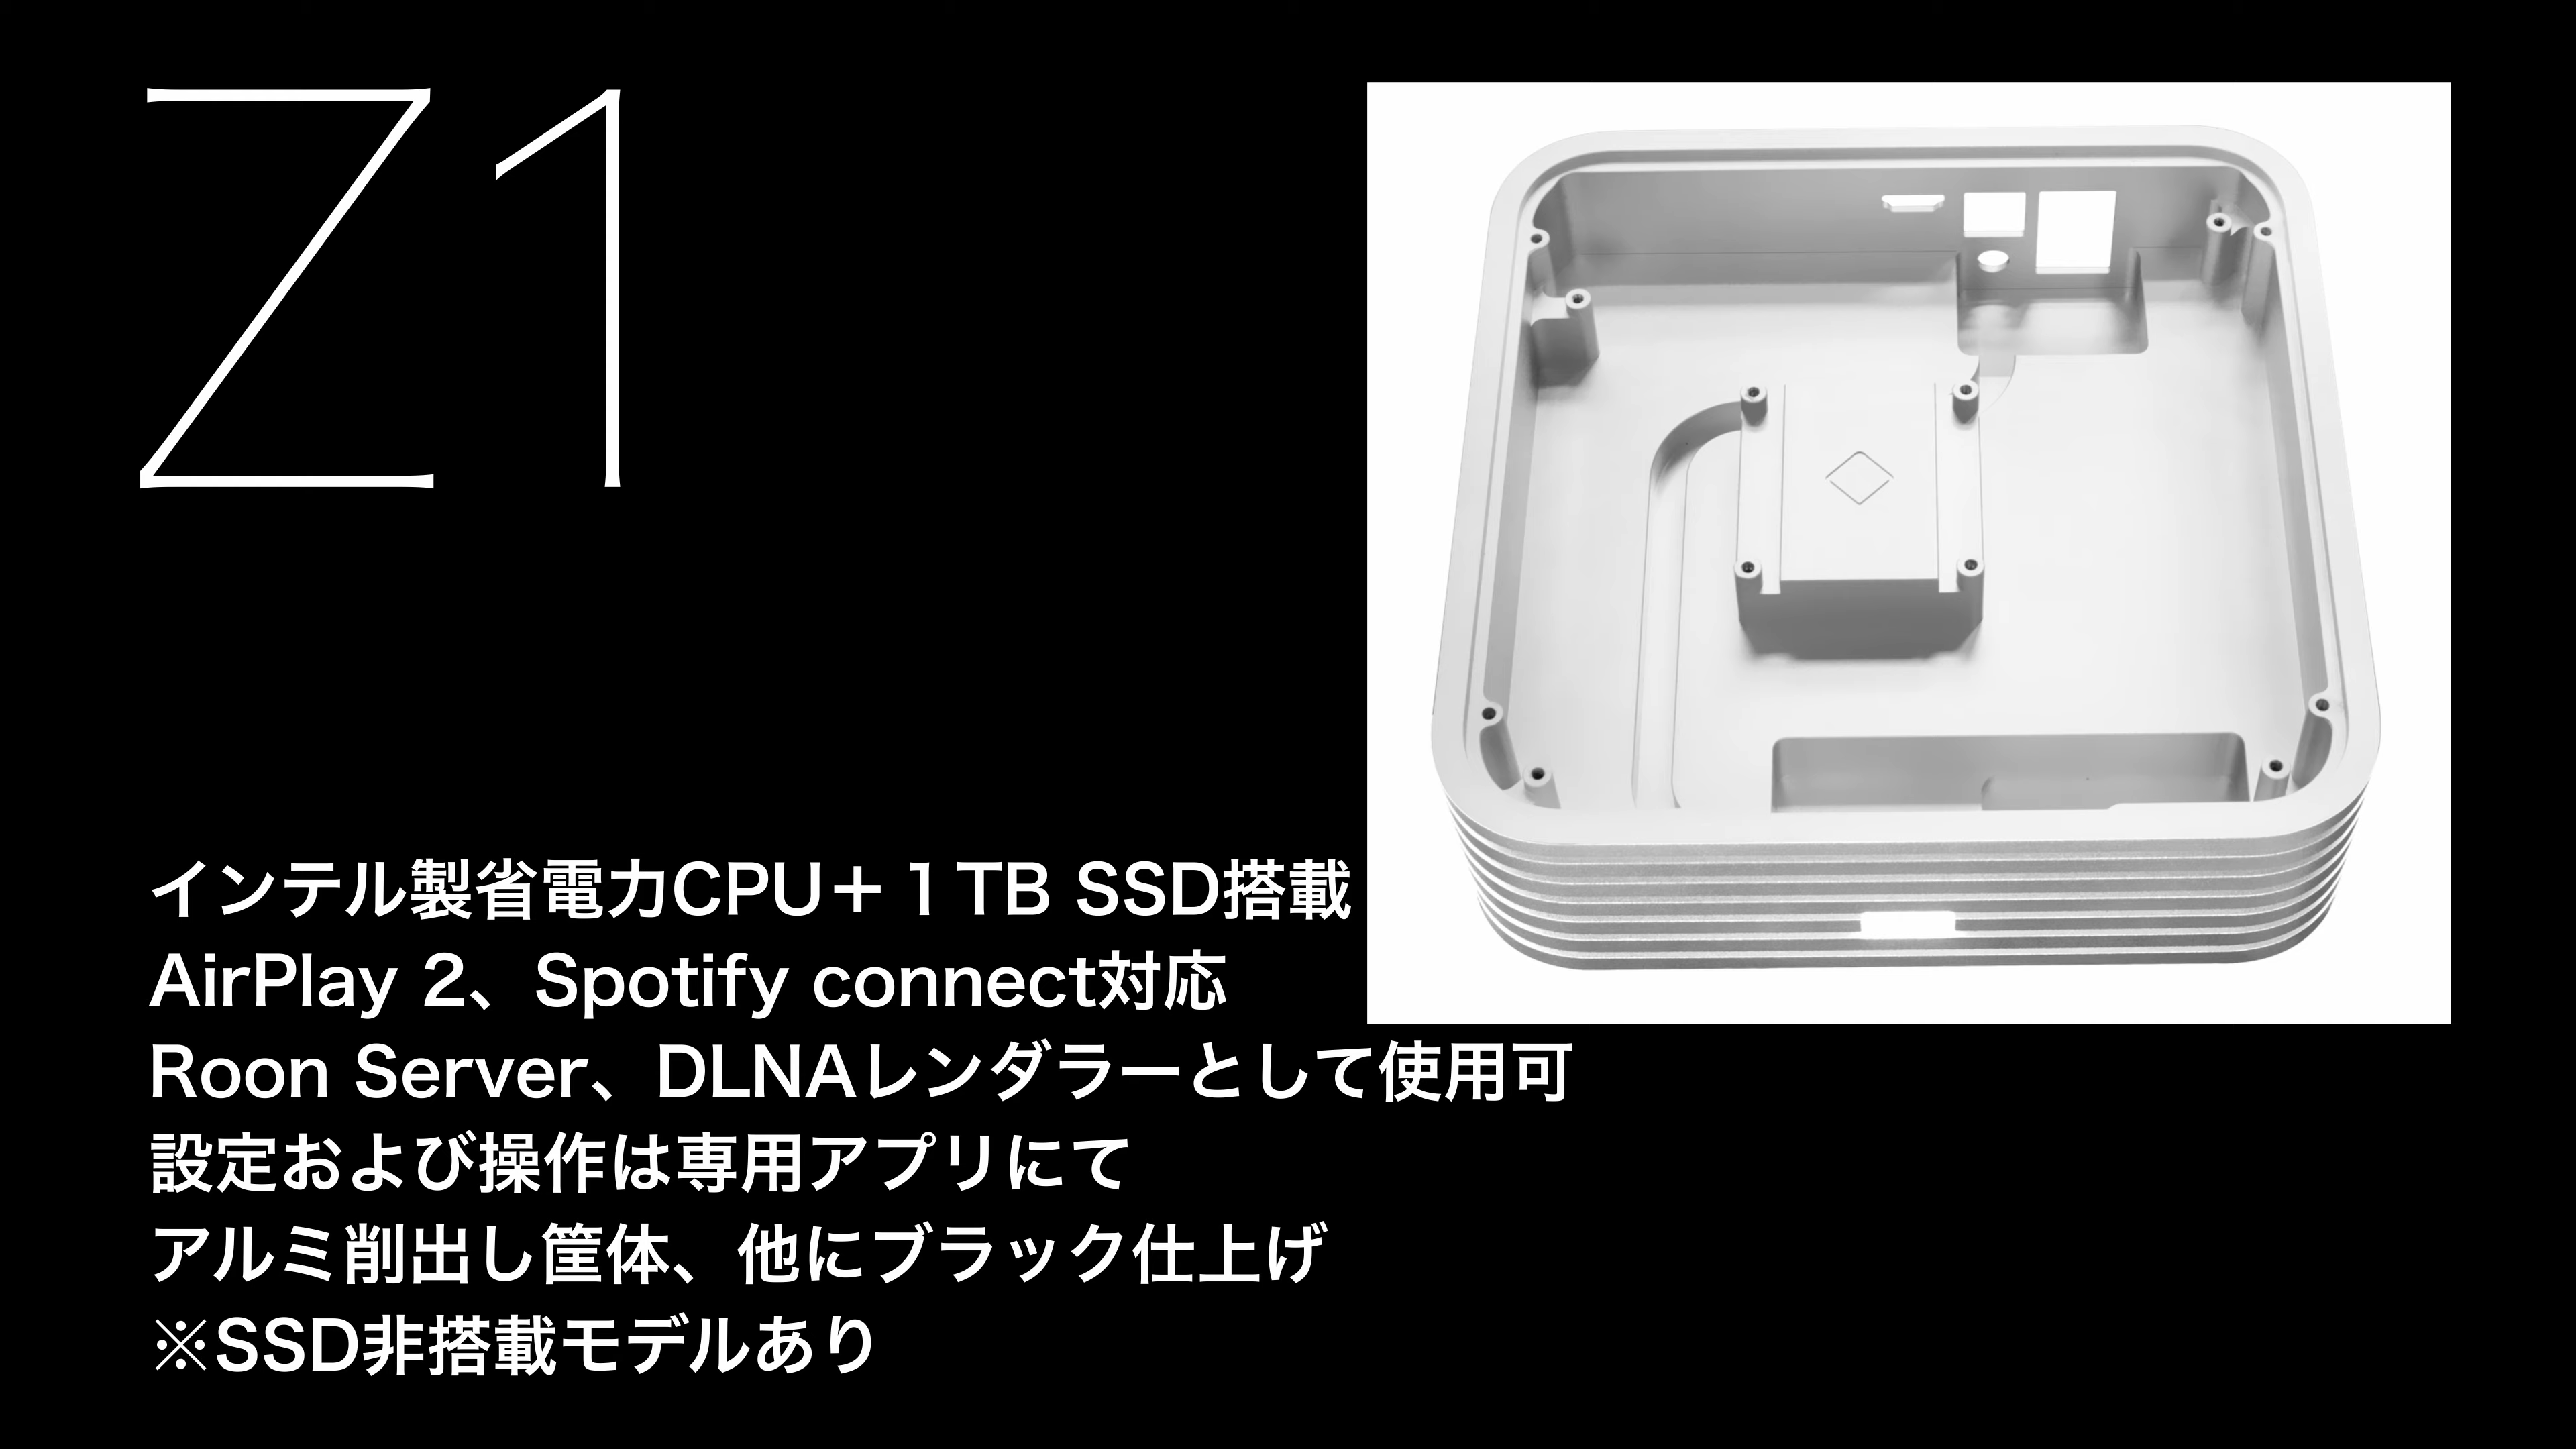 Z1
インテル製省電力CPU＋１TB SSD搭載
AirPlay 2、Spotify connect対応
Roon Server、DLNAレンダラーとして使用可
設定および操作は専用アプリにて
アルミ削出し筐体、他にブラック仕上げ
※SSD非搭載モデルあり